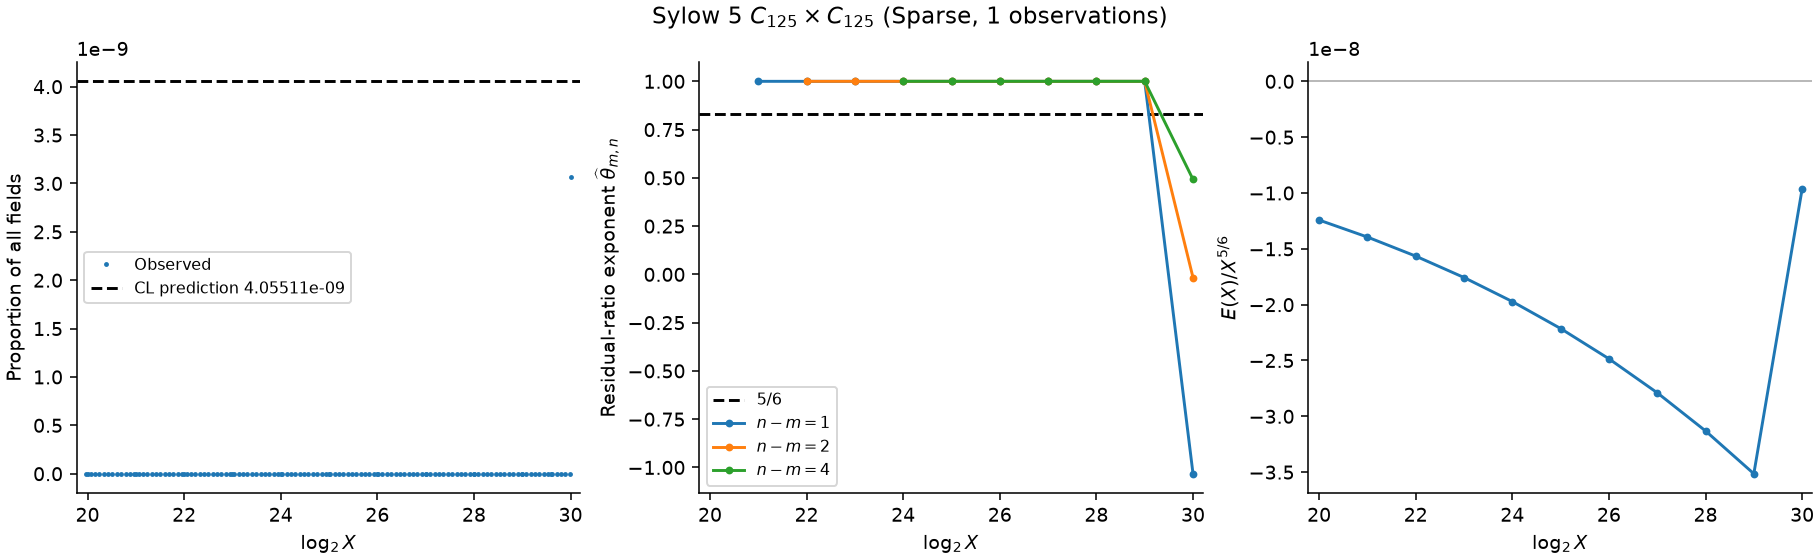 Sylow 5 C₁₂₅ × C₁₂₅ (Sparse, 1 observations)
1e−9
Proportion of all fields
4.0
3.5
3.0
2.5
2.0
1.5
1.0
0.5
0.0
Observed
CL prediction 4.05511e-09
20 22 24 26 28 30
log₂ X
Residual-ratio exponent θ̂ₘ,ₙ
1.00
0.75
0.50
0.25
0.00
−0.25
−0.50
−0.75
−1.00
5/6
n − m = 1
n − m = 2
n − m = 4
20 22 24 26 28 30
log₂ X
1e−8
E(X)/X^{5/6}
0.0
−0.5
−1.0
−1.5
−2.0
−2.5
−3.0
−3.5
20 22 24 26 28 30
log₂ X